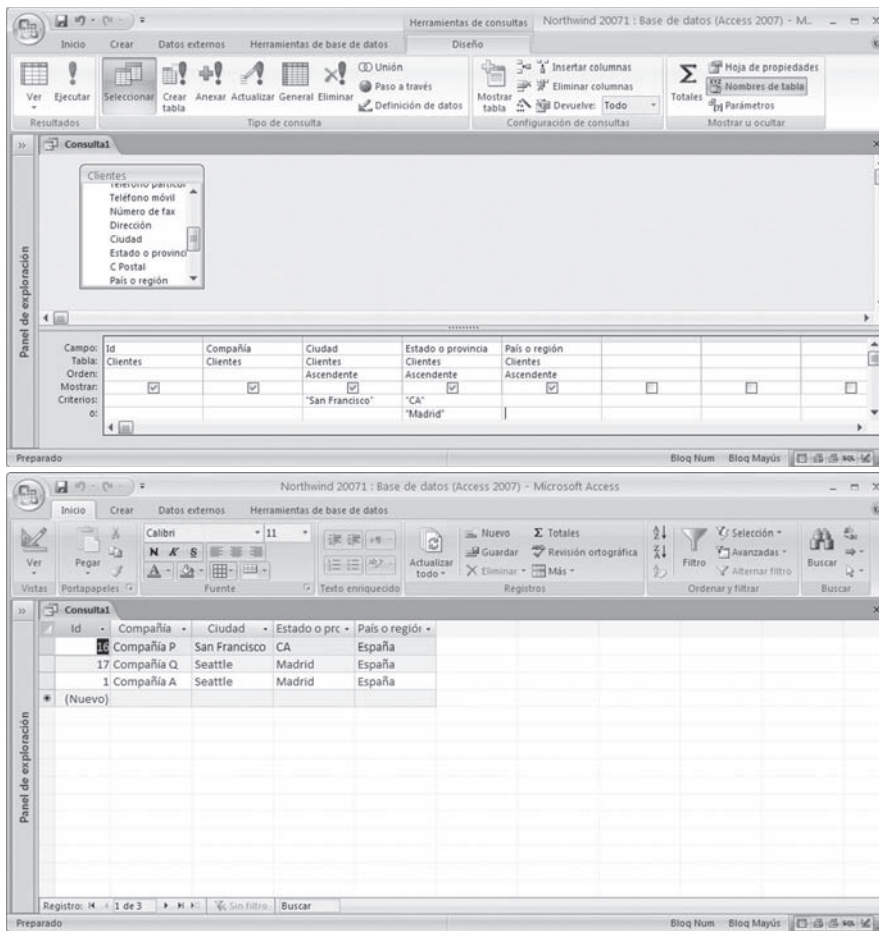 Herramientas de consultas Northwind 20071 : Base de datos (Access 2007) - M...
Inicio Crear Datos externos Herramientas de base de datos Diseño
Ver Ejecutar Seleccionar Crear tabla Anexar Actualizar General Eliminar
Unión
Paso a través
Definición de datos
Mostrar tabla
Insertar columnas
Eliminar columnas
Devuelve: Todo
Totales
Hoja de propiedades
Nombres de tabla
Parámetros
Resultados Tipo de consulta Configuración de consultas Mostrar u ocultar
Consulta1
Panel de exploración
Clientes
Teléfono particul
Teléfono móvil
Número de fax
Dirección
Ciudad
Estado o provinci
C Postal
País o región
Campo: Id Compañía Ciudad Estado o provincia País o región
Tabla: Clientes Clientes Clientes Clientes Clientes
Orden: Ascendente Ascendente Ascendente
Mostrar:
Criterios: "San Francisco" "CA"
o: "Madrid"
Preparado Bloq Num Bloq Mayús SQL
Northwind 20071 : Base de datos (Access 2007) - Microsoft Access
Inicio Crear Datos externos Herramientas de base de datos
Ver Pegar
Calibri 11
N K S
Actualizar todo
Nuevo Σ Totales
Guardar Revisión ortográfica
Eliminar Más
Filtro
Selección
Avanzadas
Alternar filtro
Buscar
Vistas Portapapeles Fuente Texto enriquecido Registros Ordenar y filtrar Buscar
Consulta1
Panel de exploración
Id Compañía Ciudad Estado o prc País o regiór
16 Compañía P San Francisco CA España
17 Compañía Q Seattle Madrid España
1 Compañía A Seattle Madrid España
(Nuevo)
Registro: 1 de 3 Sin filtro Buscar
Preparado Bloq Num Bloq Mayús SQL